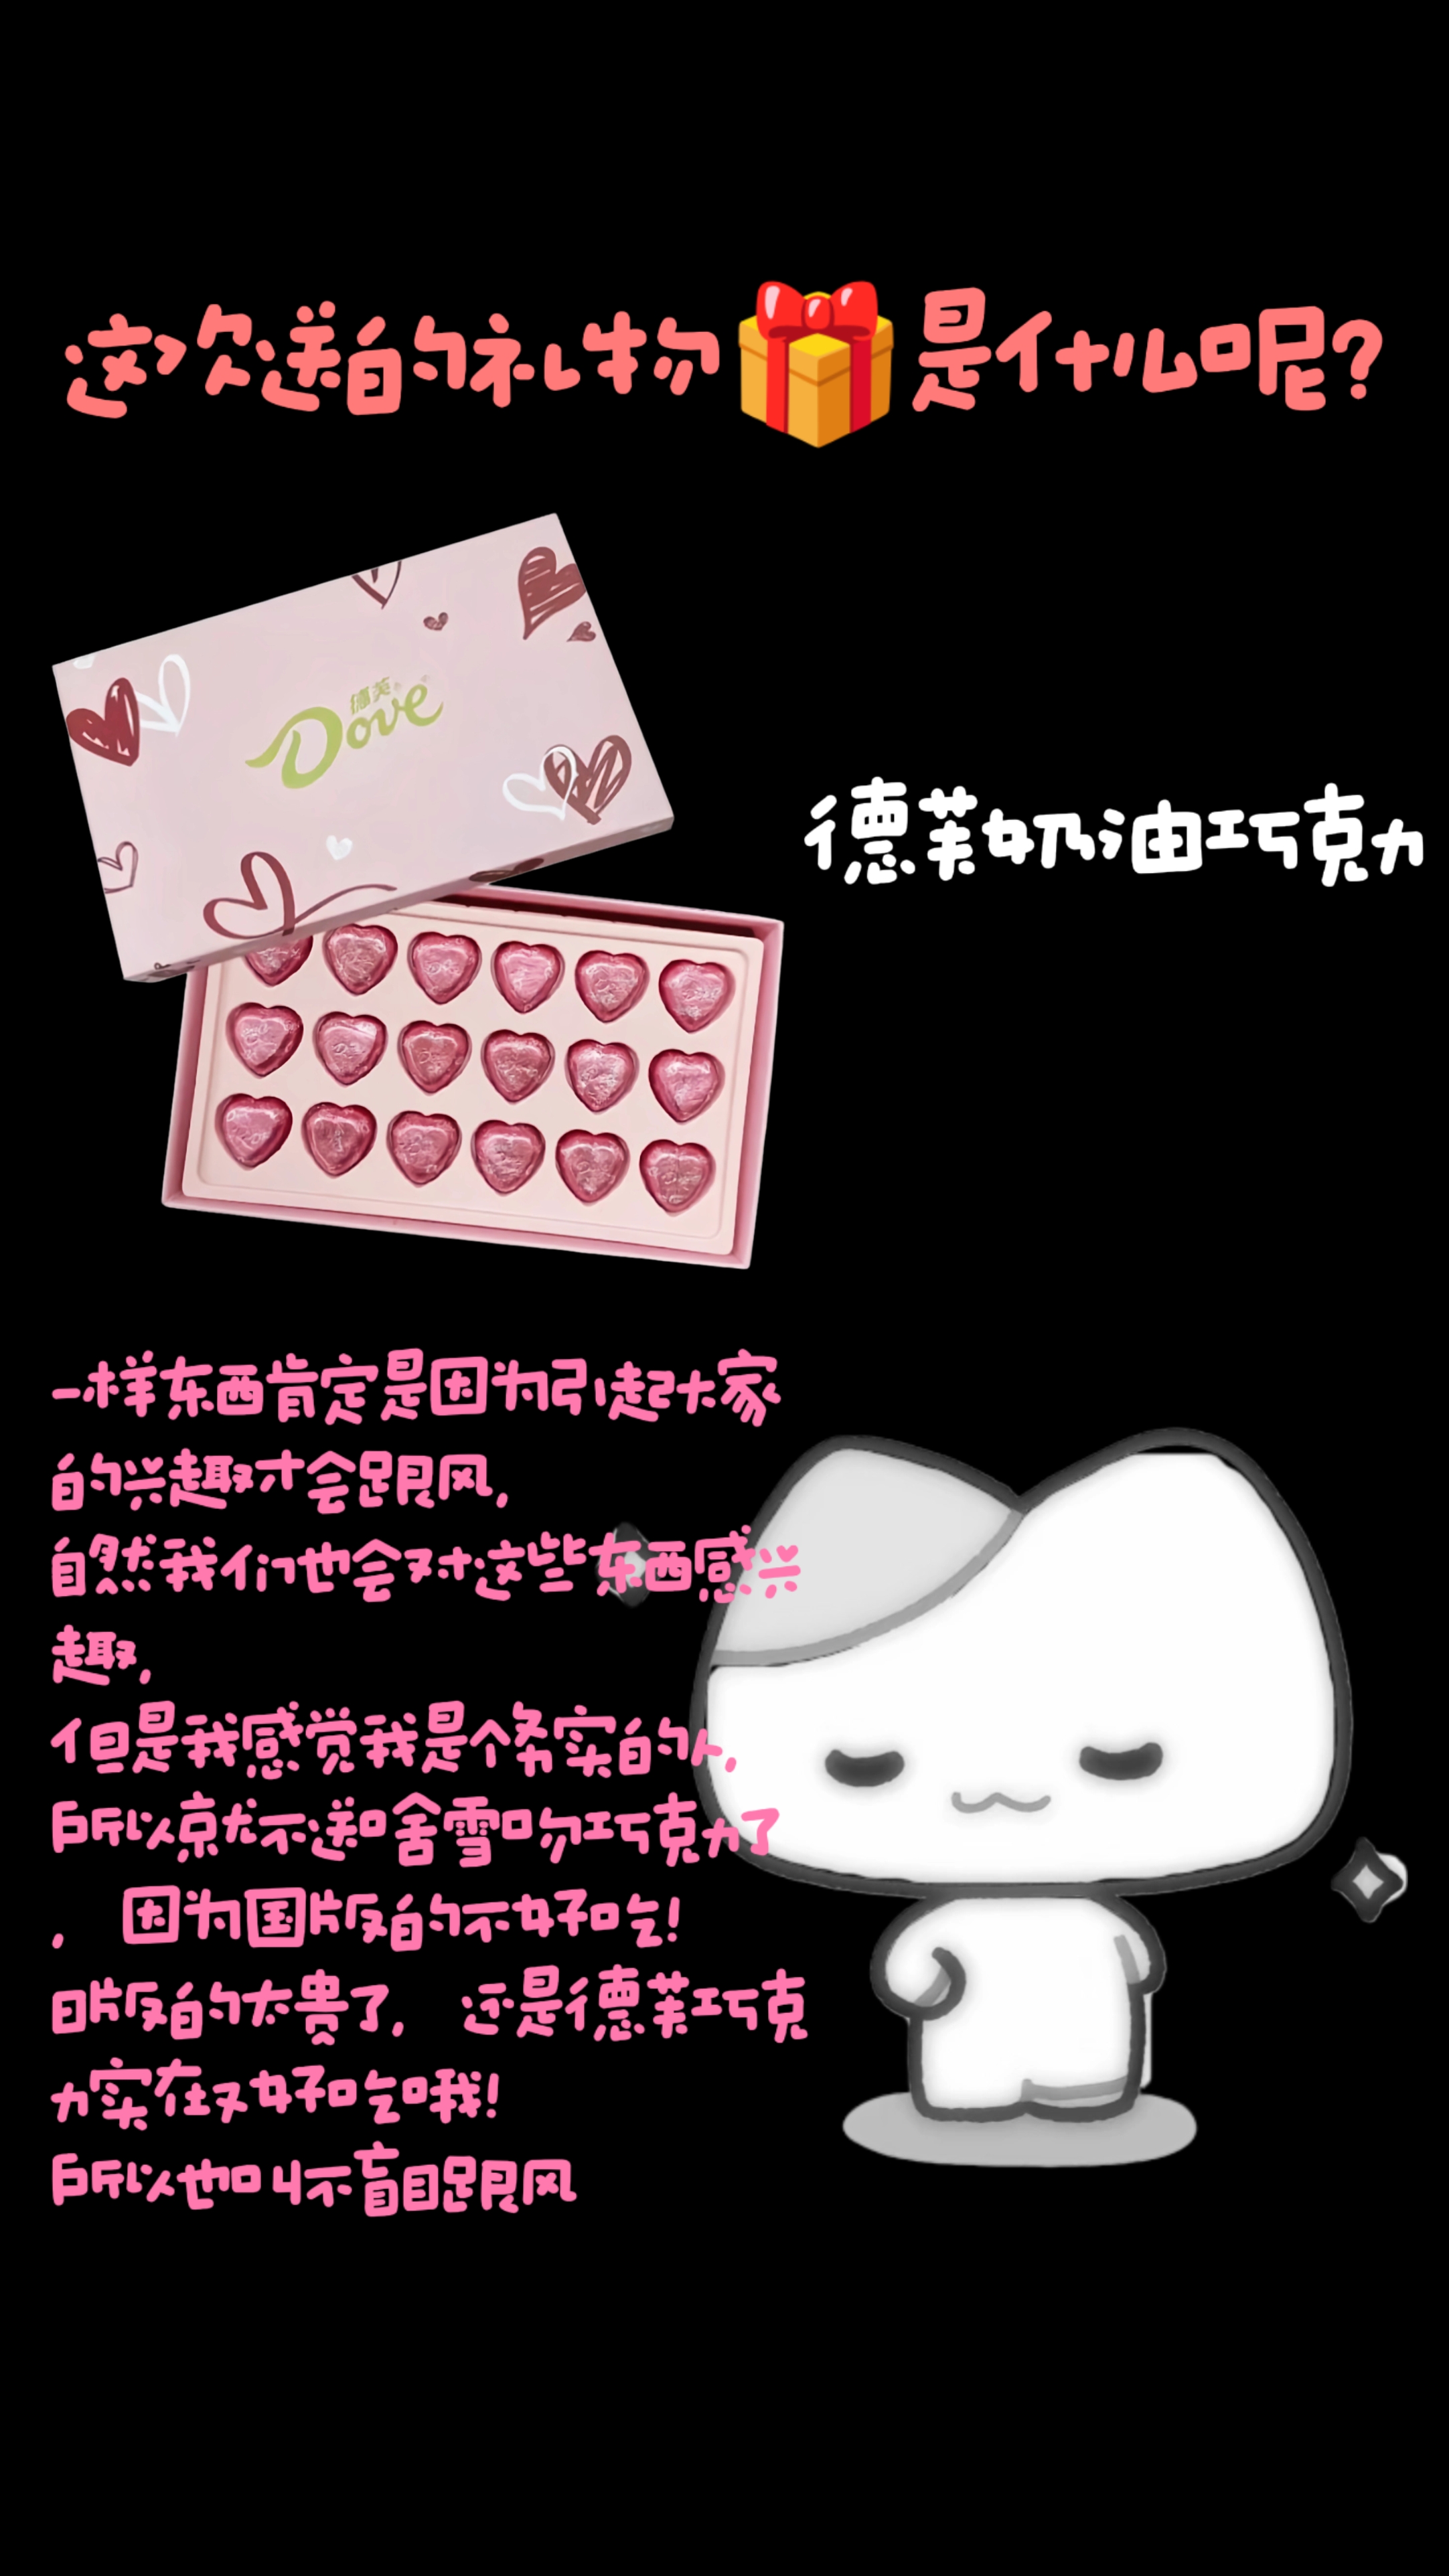 这次送的礼物🎁是什么呢?
德芙
Dove
德芙奶油巧克力
一样东西肯定是因为引起大家
的兴趣才会跟风,
自然我们也会对这些东西感兴
趣,
但是我感觉我是个务实的人,
所以就不送啥雪吻巧克力了
, 因为国版的不好吃!
日版的太贵了, 还是德芙巧克
力实在又好吃哦!
所以也叫不盲目跟风